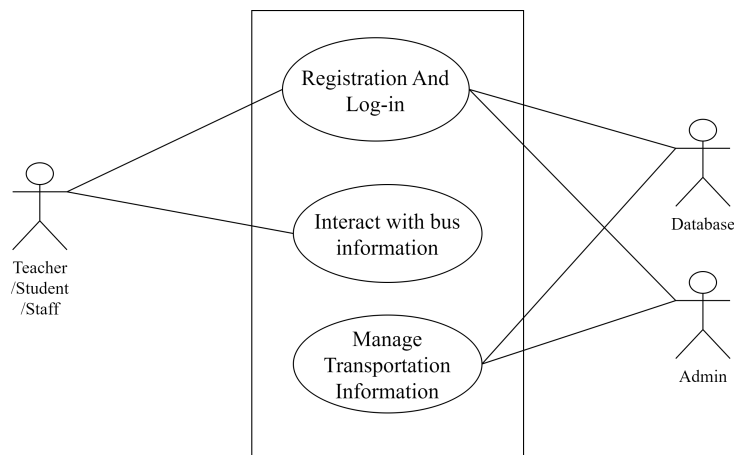 Registration And
Log-in
Interact with bus
information
Manage
Transportation
Information
Teacher
/Student
/Staff
Database
Admin